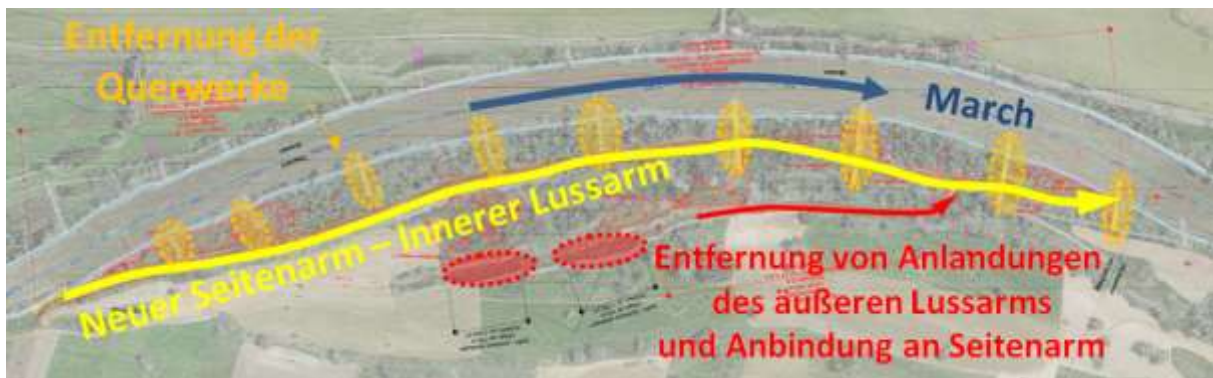 Entfernung der
Querwerke
March
Neuer Seitenarm – Innerer Lussarm
Entfernung von Anlandungen
des äußeren Lussarms
und Anbindung an Seitenarm